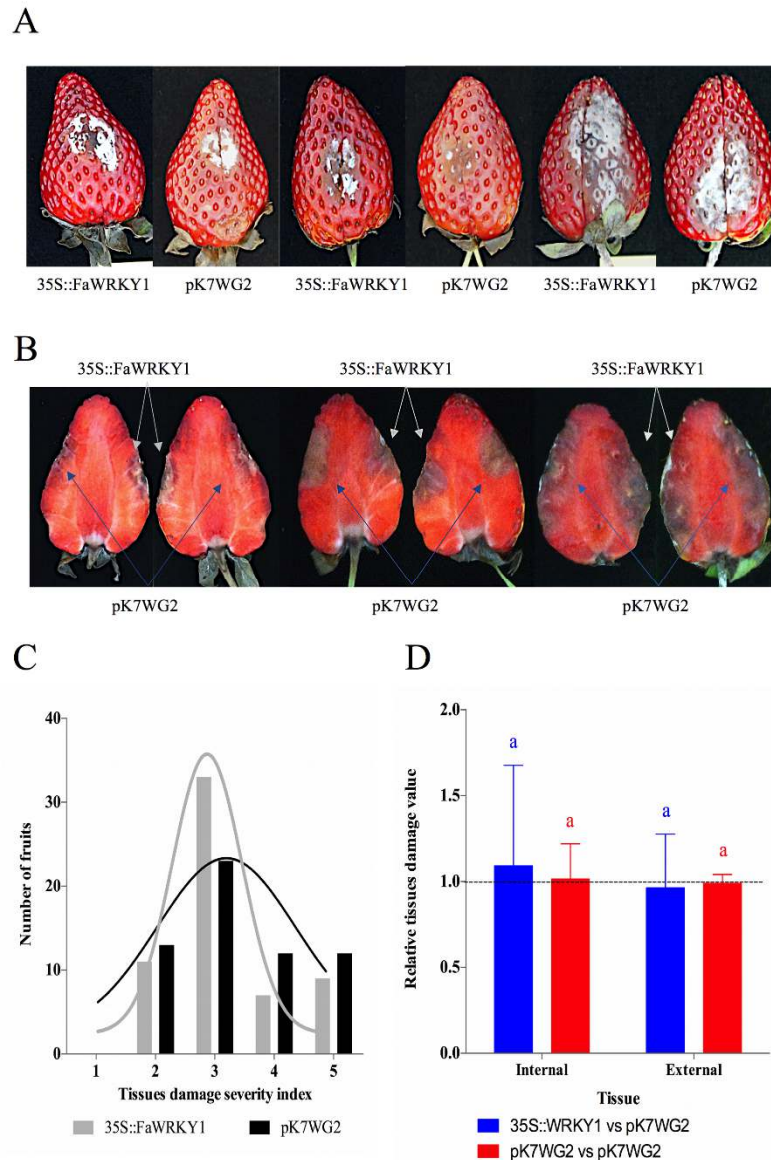 A
35S::FaWRKY1 pK7WG2 35S::FaWRKY1 pK7WG2 35S::FaWRKY1 pK7WG2
B
35S::FaWRKY1 35S::FaWRKY1 35S::FaWRKY1
pK7WG2 pK7WG2 pK7WG2
C
Number of fruits
40
30
20
10
0
1 2 3 4 5
Tissues damage severity index
35S::FaWRKY1 pK7WG2
D
Relative tissues damage value
2.0
1.5
1.0
0.5
0.0
a a a a
Internal External
Tissue
35S::WRKY1 vs pK7WG2
pK7WG2 vs pK7WG2